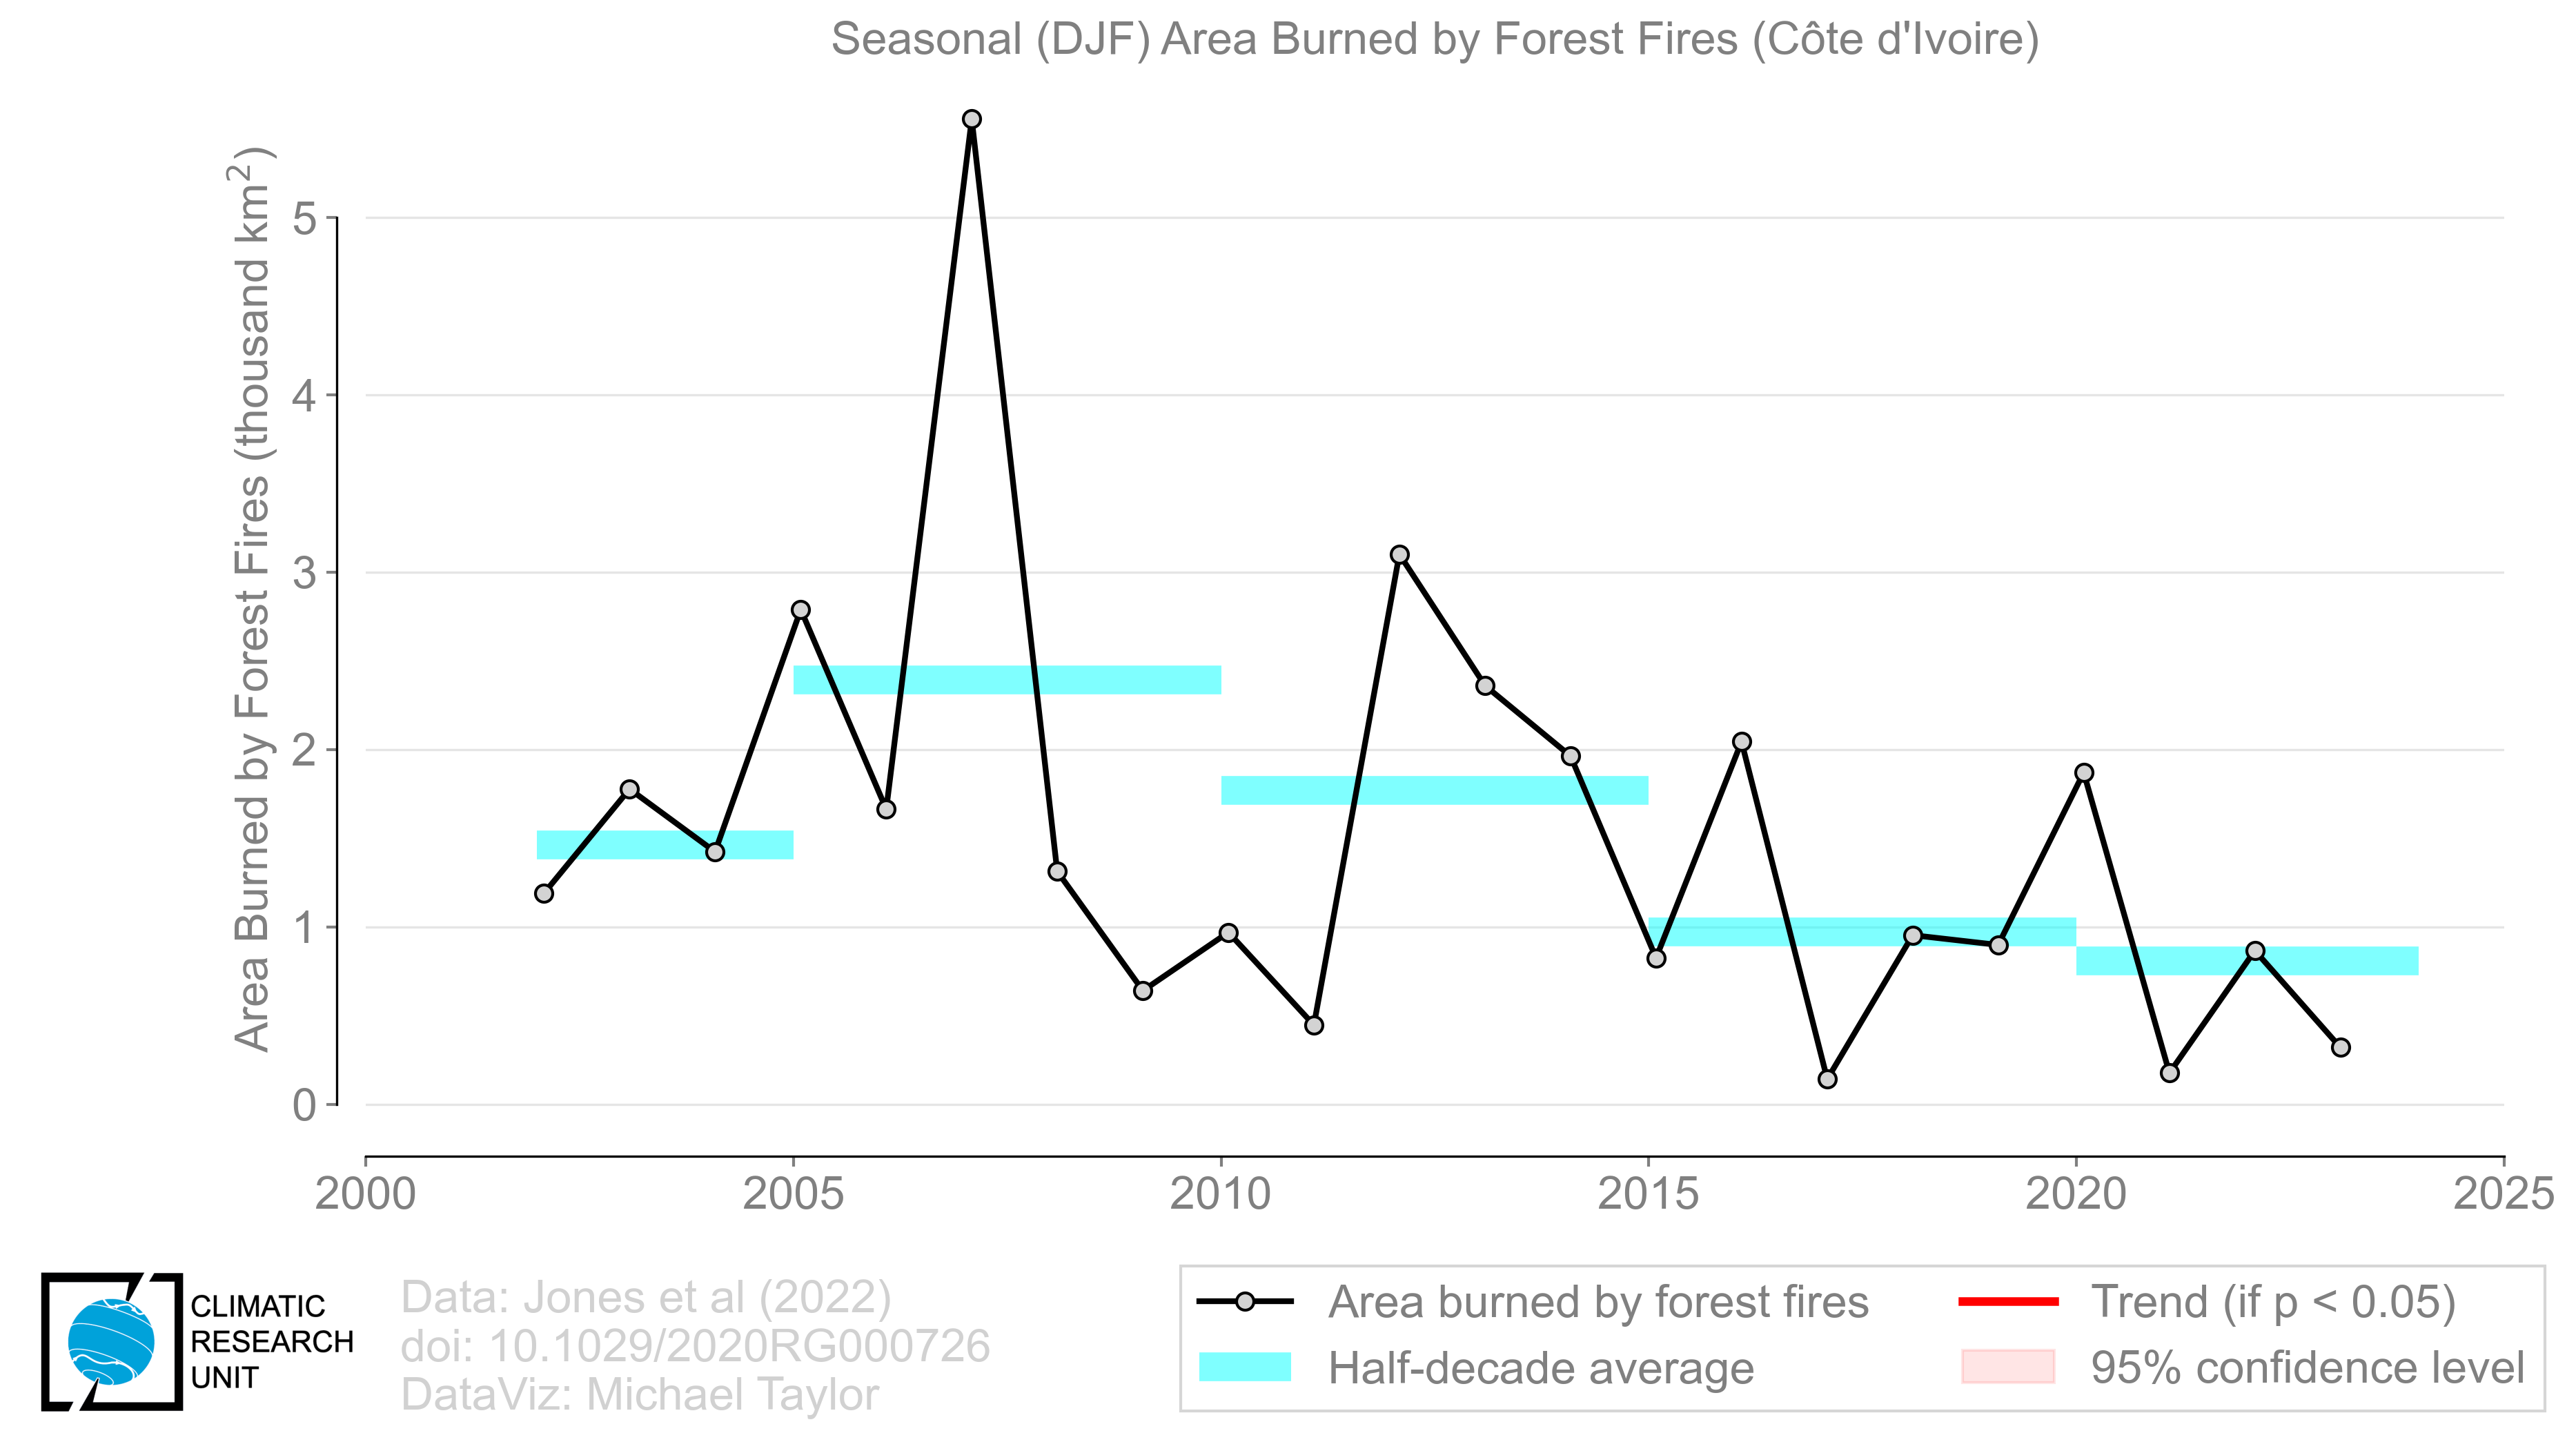 Seasonal (DJF) Area Burned by Forest Fires (Côte d'Ivoire)
Area Burned by Forest Fires (thousand km²)
5
4
3
2
1
0
2000 2005 2010 2015 2020 2025
CLIMATIC
RESEARCH
UNIT
Data: Jones et al (2022)
doi: 10.1029/2020RG000726
DataViz: Michael Taylor
Area burned by forest fires
Half-decade average
Trend (if p < 0.05)
95% confidence level